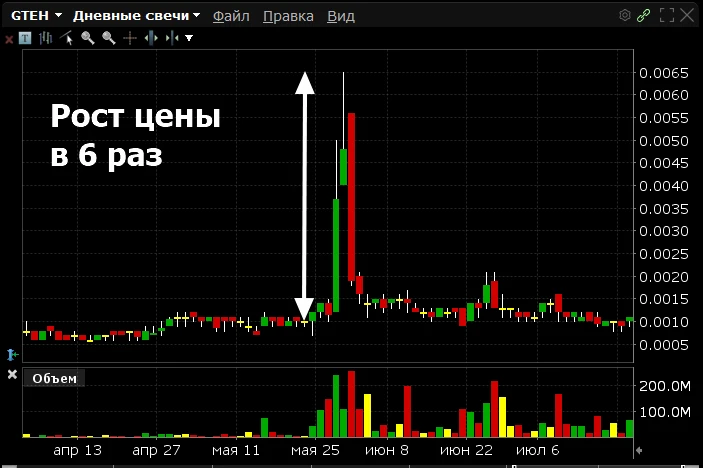 GTEH Дневные свечи Файл Правка Вид
T
Рост цены
в 6 раз
0.0065
0.0060
0.0055
0.0050
0.0045
0.0040
0.0035
0.0030
0.0025
0.0020
0.0015
0.0010
0.0005
Объем
200.0M
100.0M
апр 13 апр 27 мая 11 мая 25 июн 8 июн 22 июл 6